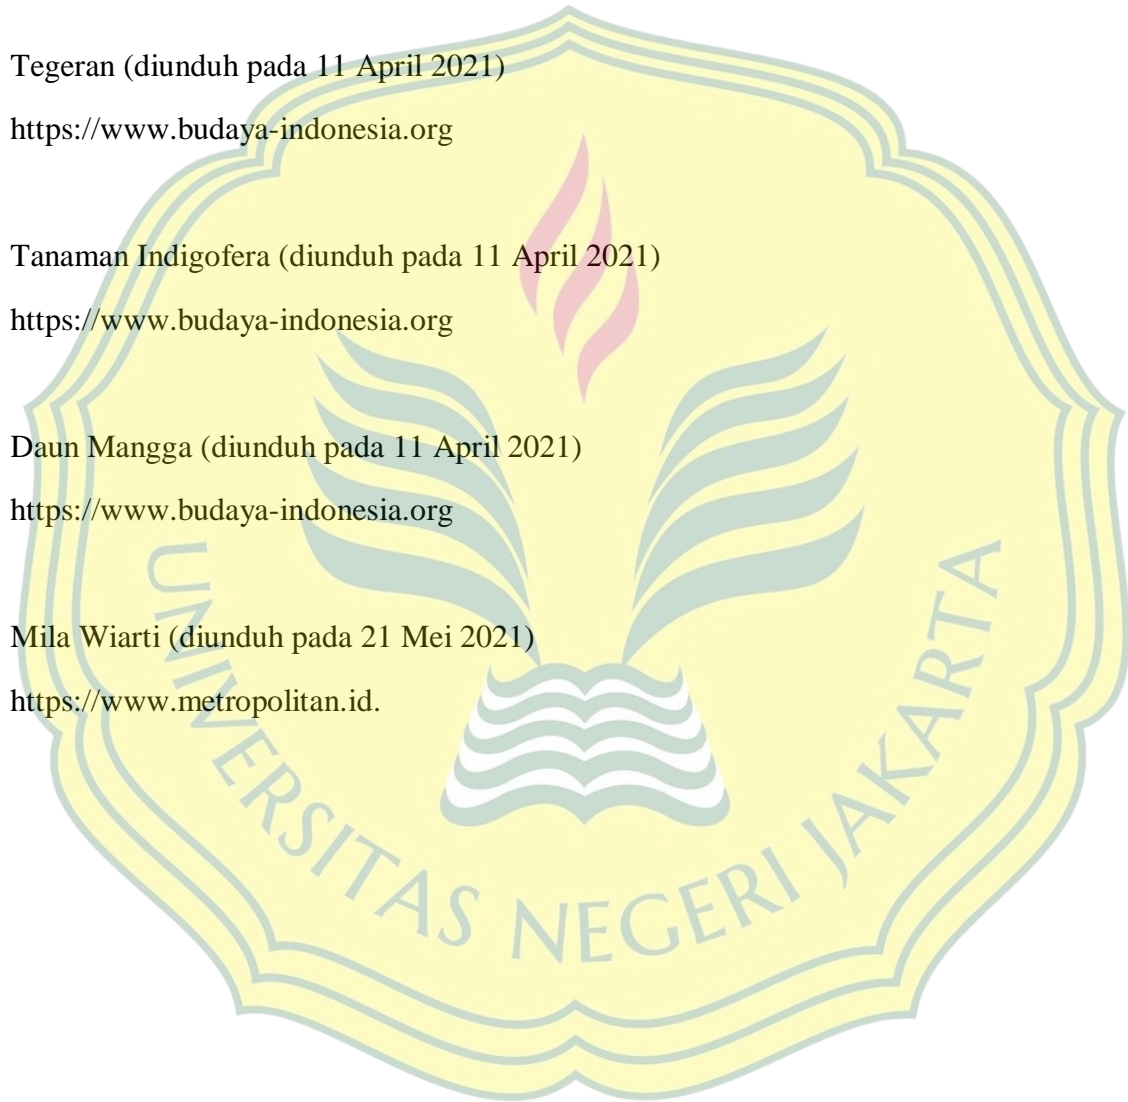 Tegeran (diunduh pada 11 April 2021)
https://www.budaya-indonesia.org
Tanaman Indigofera (diunduh pada 11 April 2021)
https://www.budaya-indonesia.org
Daun Mangga (diunduh pada 11 April 2021)
https://www.budaya-indonesia.org
Mila Wiarti (diunduh pada 21 Mei 2021)
https://www.metropolitan.id.
UNIVERSITAS NEGERI JAKARTA